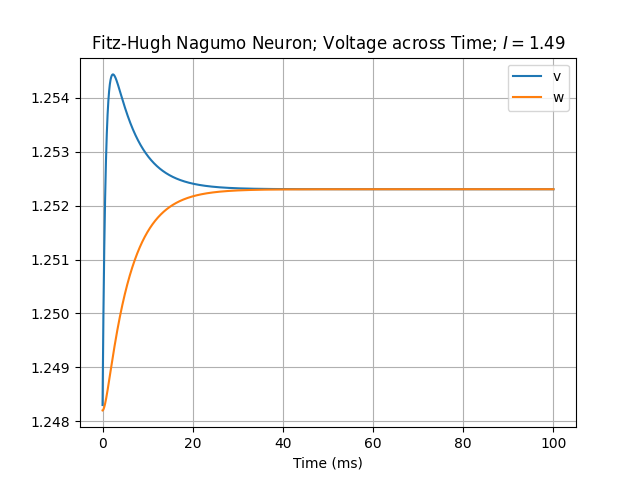 Fitz-Hugh Nagumo Neuron; Voltage across Time; I = 1.49
v
w
1.254
1.253
1.252
1.251
1.250
1.249
1.248
0 20 40 60 80 100
Time (ms)